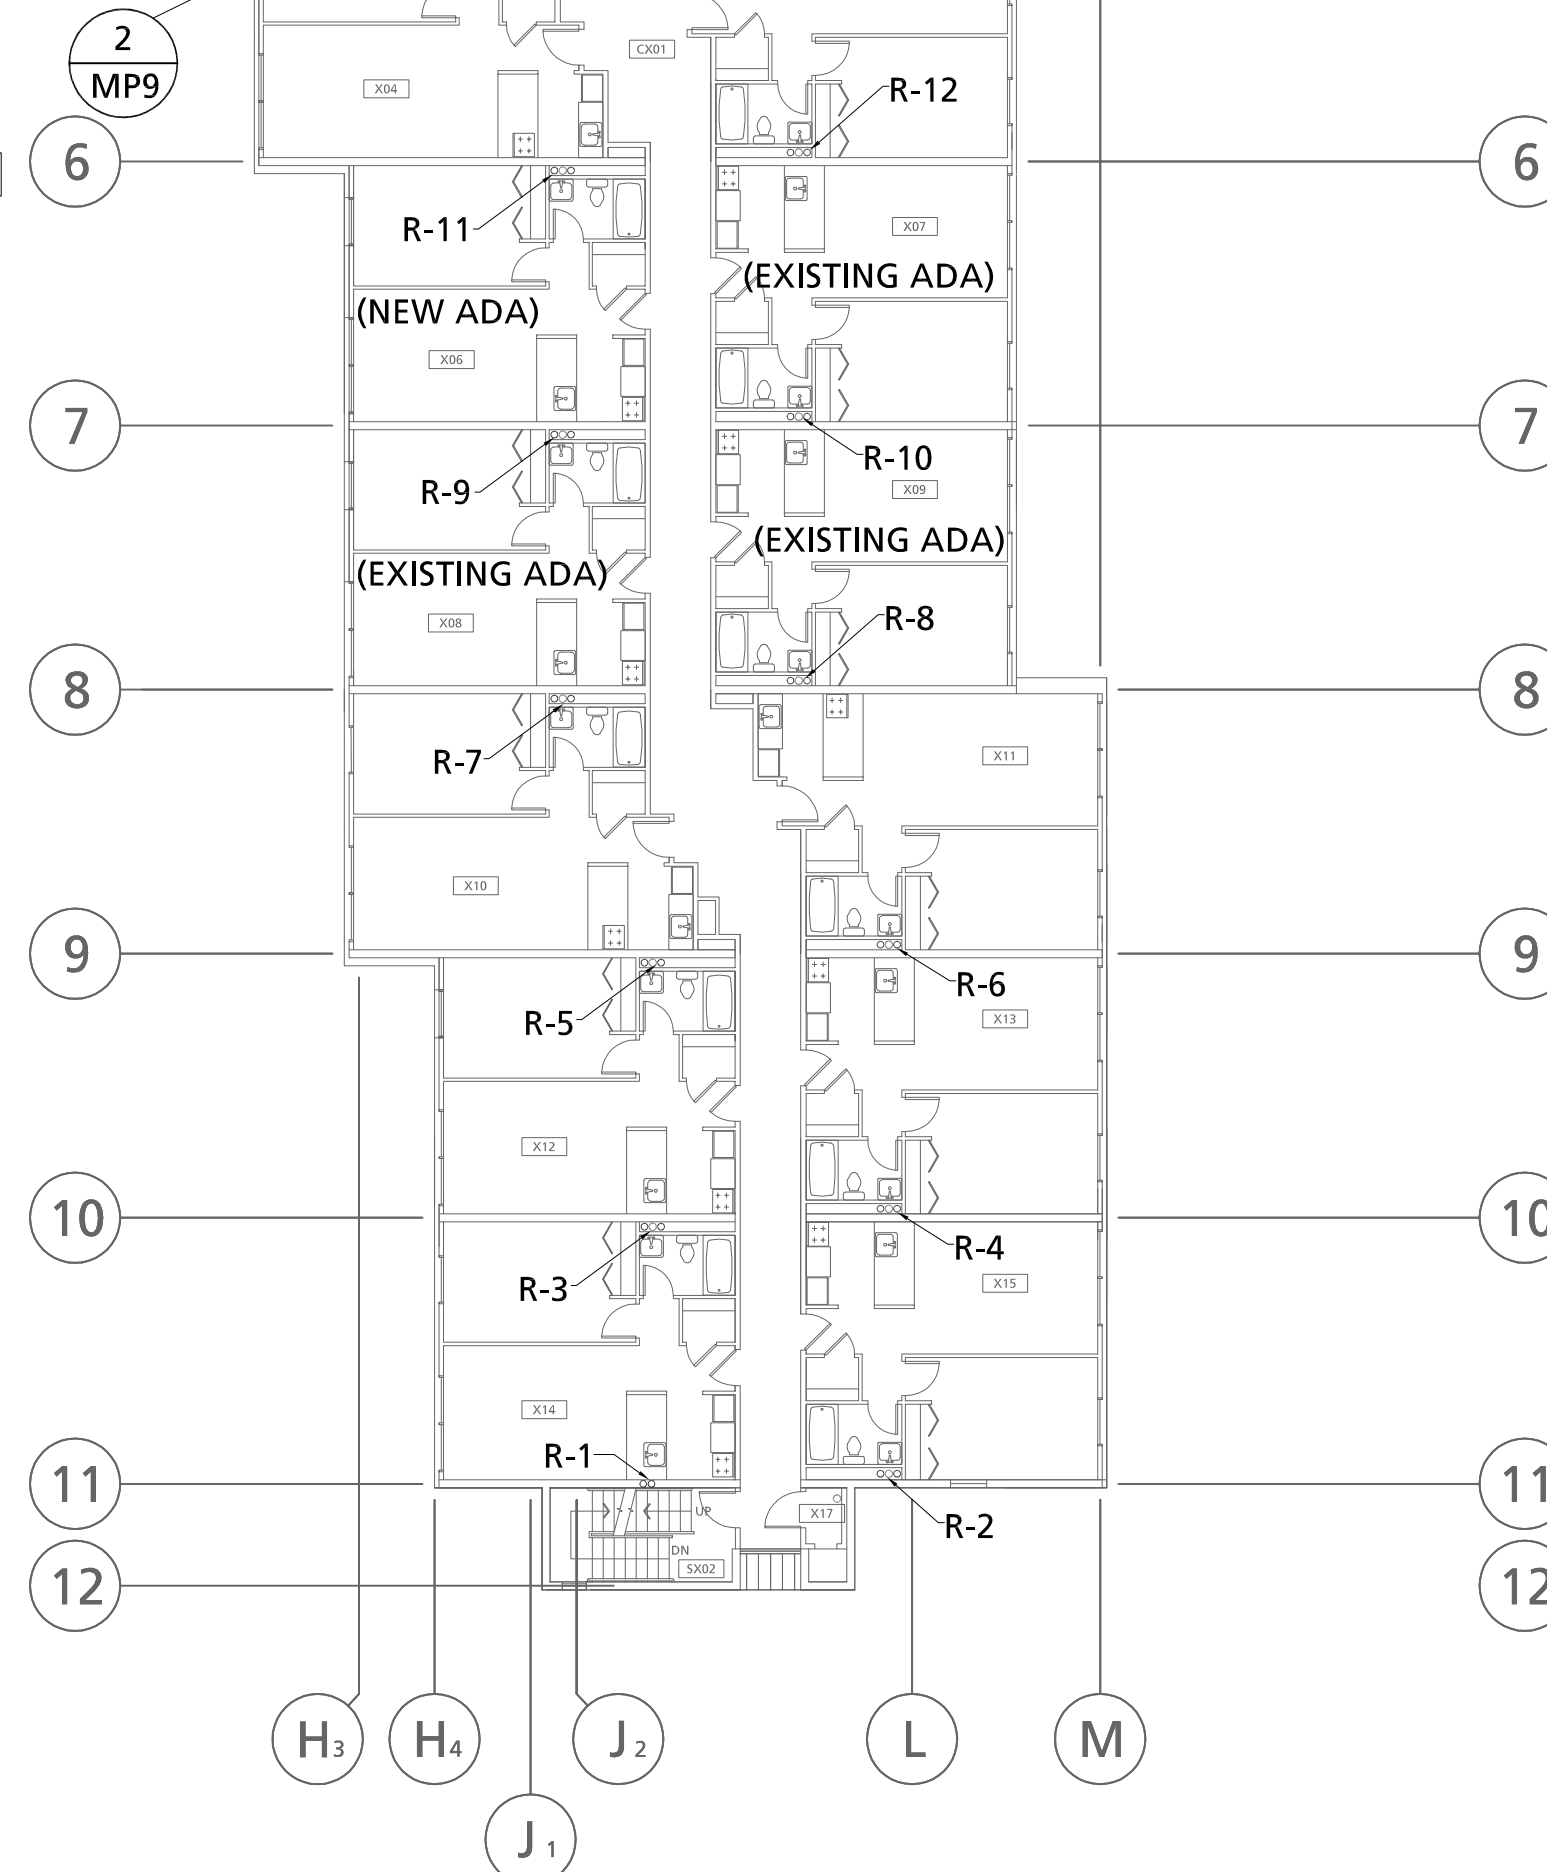 2
MP9
CX01
X04
R-12
6
6
R-11
X07
(EXISTING ADA)
(NEW ADA)
X06
7
7
R-10
R-9
X09
(EXISTING ADA)
(EXISTING ADA)
X08
R-8
8
8
R-7
X11
X10
9
9
R-6
R-5
X13
X12
10
10
R-4
R-3
X15
X14
R-1
11
11
UP
X17
R-2
DN
SX02
12
12
H3
H4
J2
L
M
J1